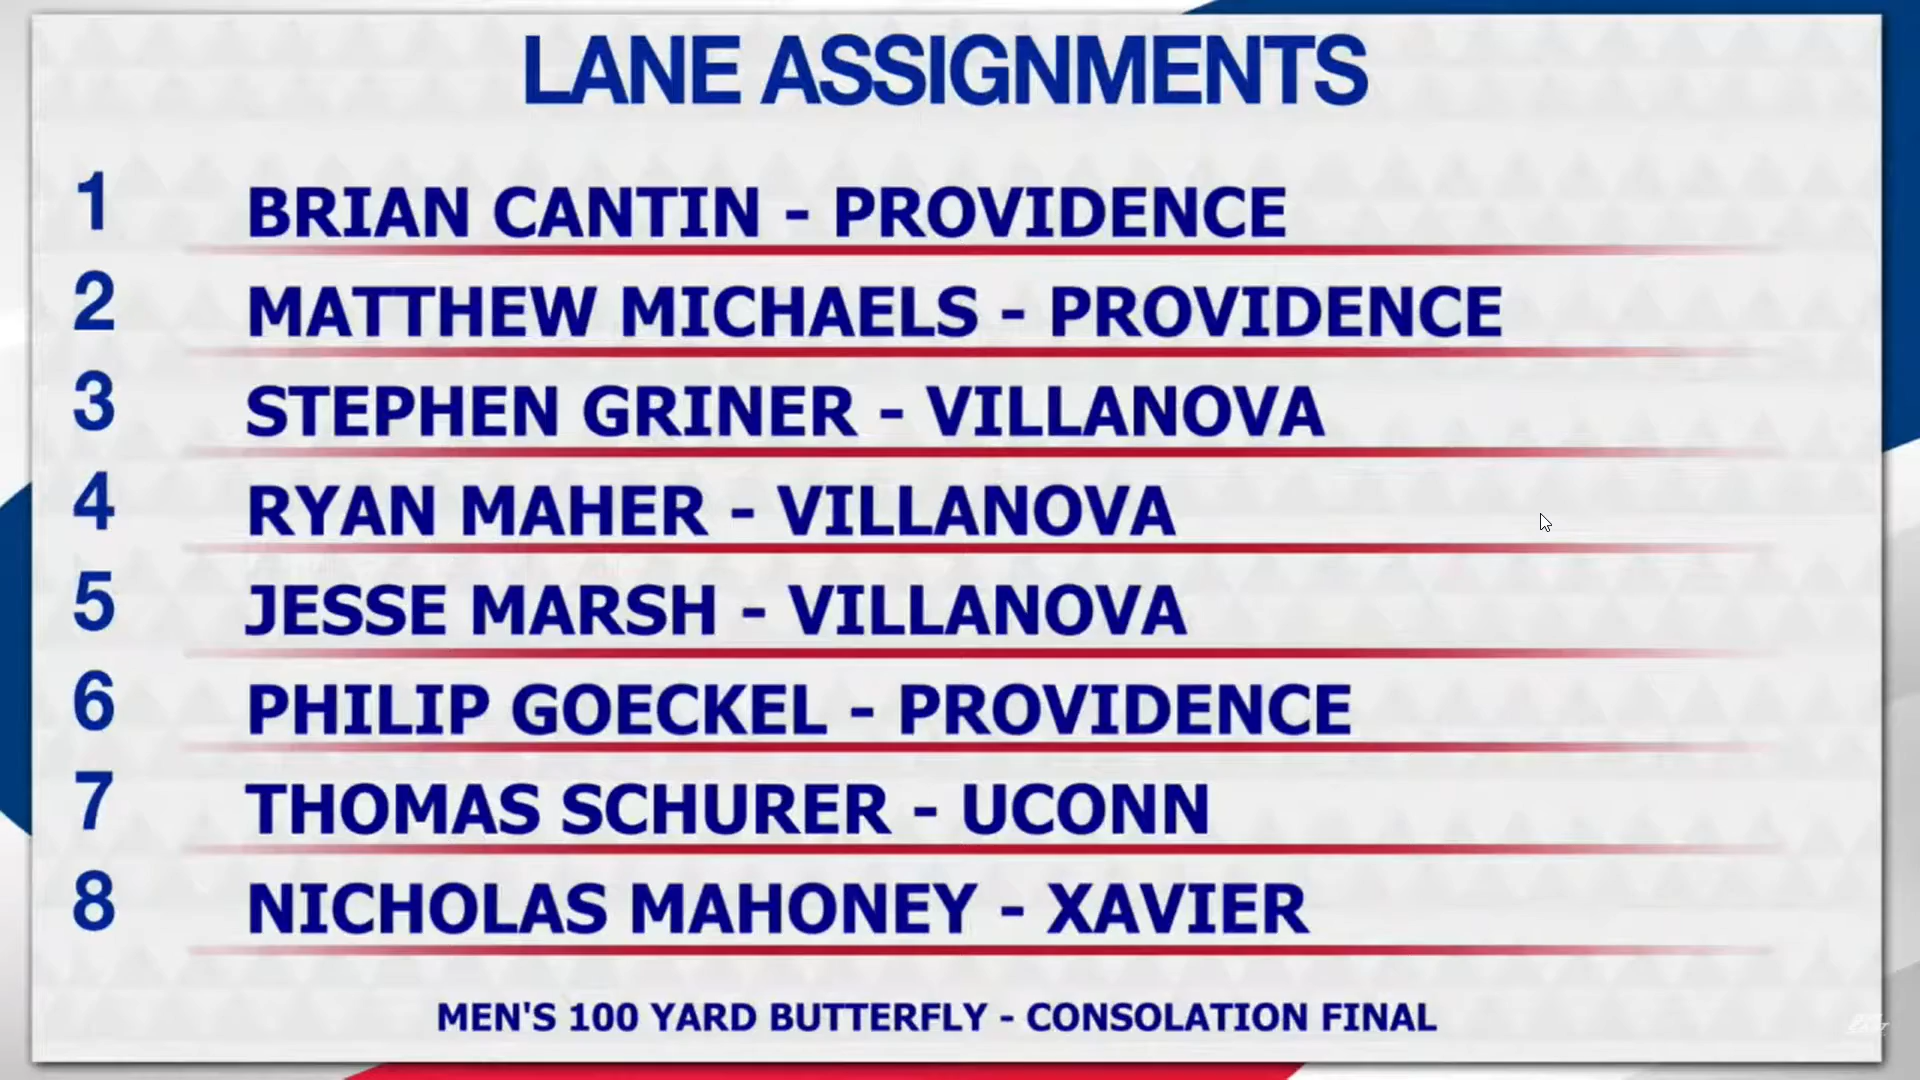 LANE ASSIGNMENTS
1 BRIAN CANTIN - PROVIDENCE
2 MATTHEW MICHAELS - PROVIDENCE
3 STEPHEN GRINER - VILLANOVA
4 RYAN MAHER - VILLANOVA
5 JESSE MARSH - VILLANOVA
6 PHILIP GOECKEL - PROVIDENCE
7 THOMAS SCHURER - UCONN
8 NICHOLAS MAHONEY - XAVIER
MEN'S 100 YARD BUTTERFLY - CONSOLATION FINAL